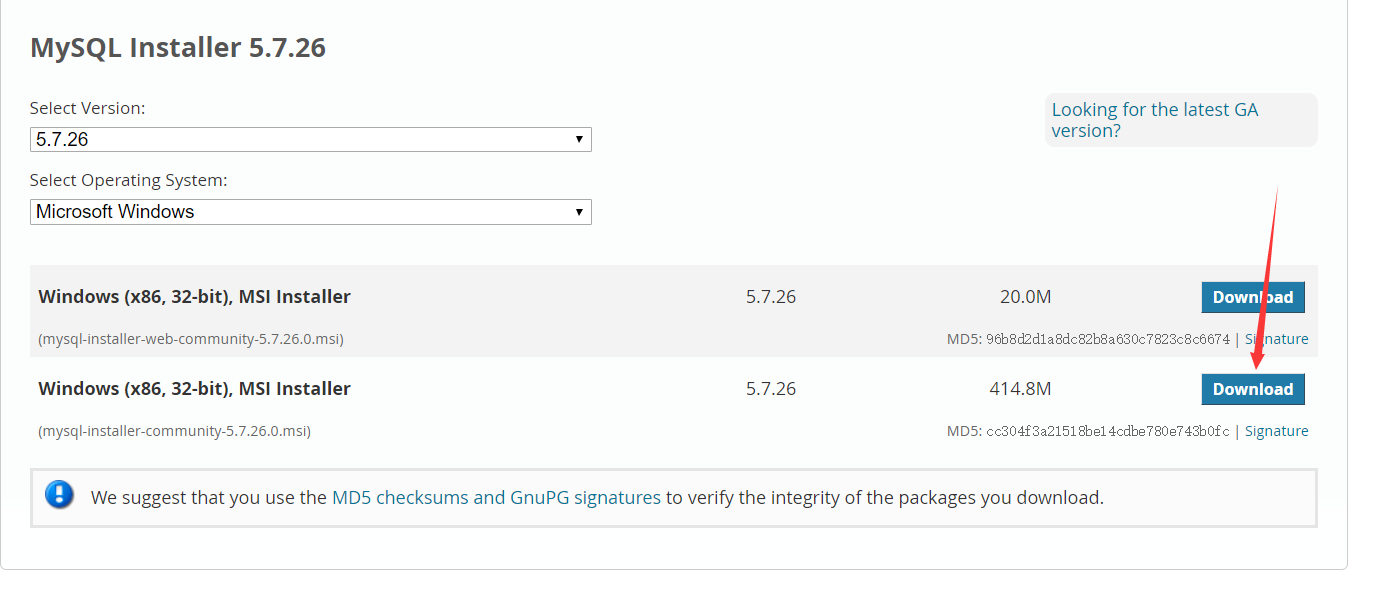 MySQL Installer 5.7.26
Select Version:
Looking for the latest GA
version?
5.7.26
Select Operating System:
Microsoft Windows
Windows (x86, 32-bit), MSI Installer 5.7.26 20.0M Download
(mysql-installer-web-community-5.7.26.0.msi) MD5: 96b8d2d1a8dc82b8a630c7823c8c6674 | Signature
Windows (x86, 32-bit), MSI Installer 5.7.26 414.8M Download
(mysql-installer-community-5.7.26.0.msi) MD5: cc304f3a21518be14cdbe780e743b0fc | Signature
We suggest that you use the MD5 checksums and GnuPG signatures to verify the integrity of the packages you download.